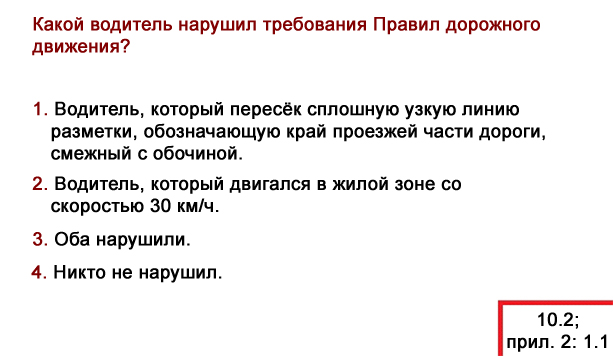 Какой водитель нарушил требования Правил дорожного
движения?
1. Водитель, который пересёк сплошную узкую линию
разметки, обозначающую край проезжей части дороги,
смежный с обочиной.
2. Водитель, который двигался в жилой зоне со
скоростью 30 км/ч.
3. Оба нарушили.
4. Никто не нарушил.
10.2;
прил. 2: 1.1